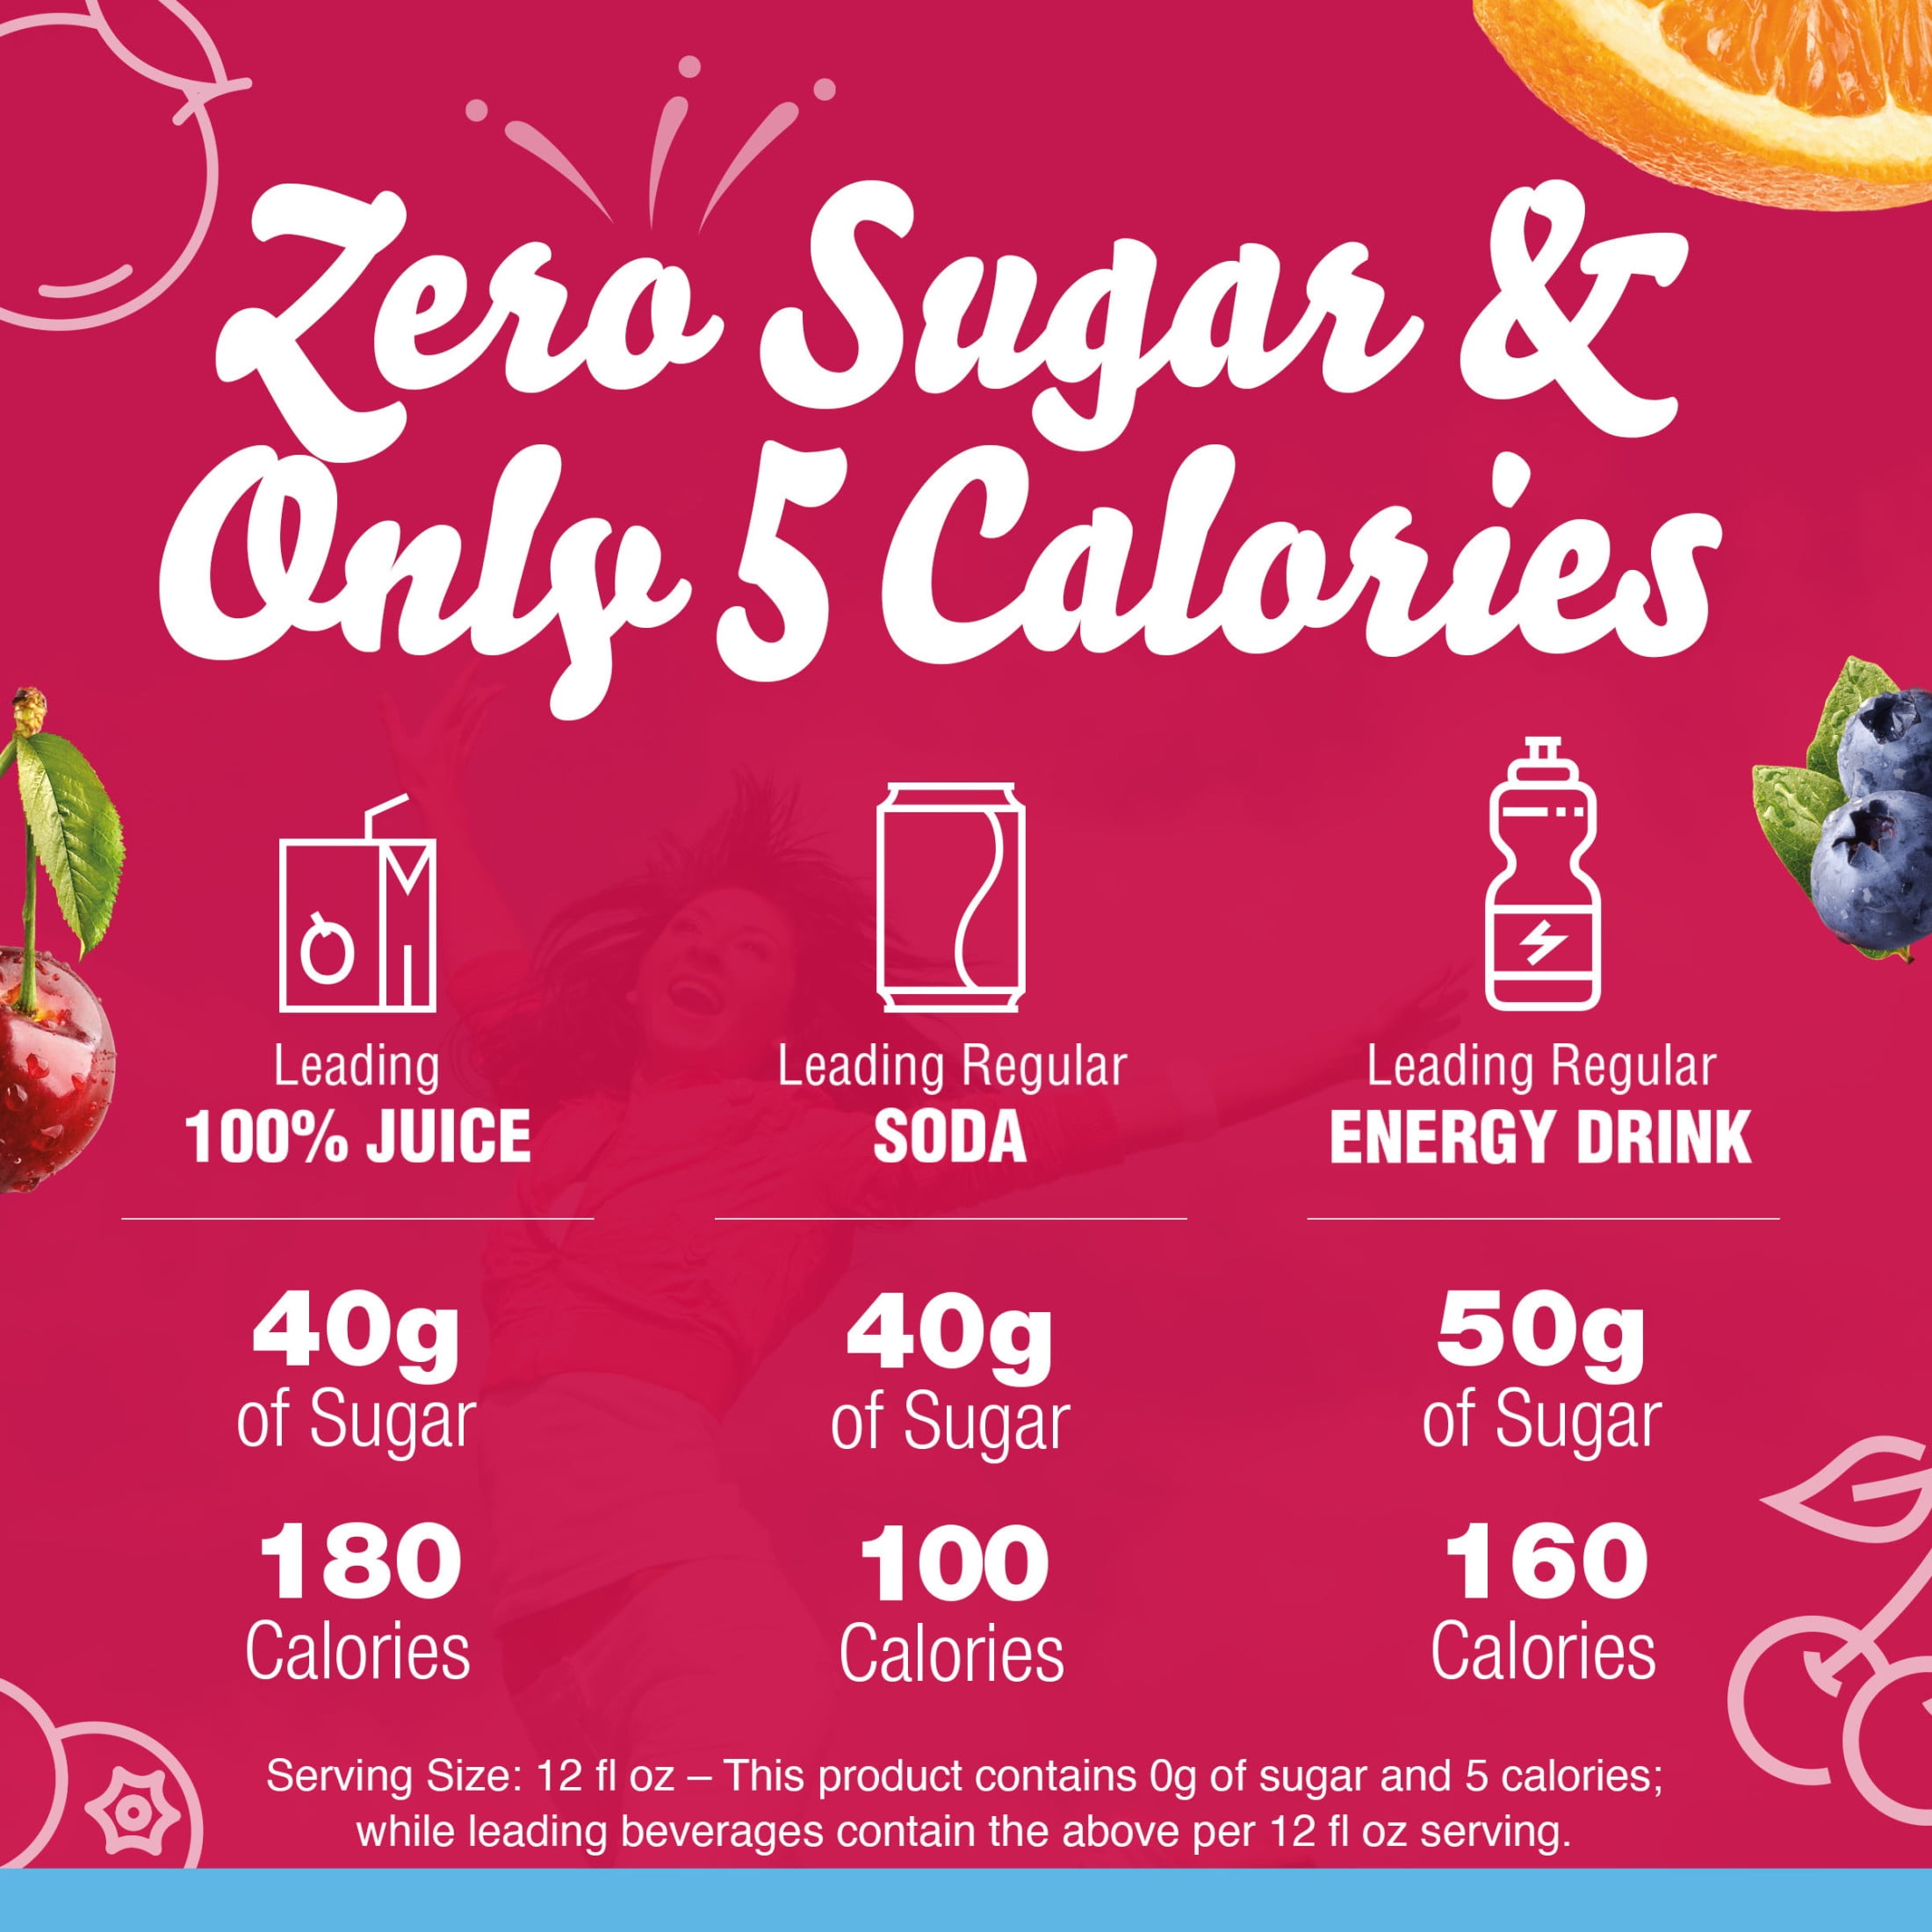 Zero Sugar &
Only 5 Calories
Leading
100% JUICE
40g
of Sugar
180
Calories
Leading Regular
SODA
40g
of Sugar
100
Calories
Leading Regular
ENERGY DRINK
50g
of Sugar
160
Calories
Serving Size: 12 fl oz – This product contains 0g of sugar and 5 calories;
while leading beverages contain the above per 12 fl oz serving.